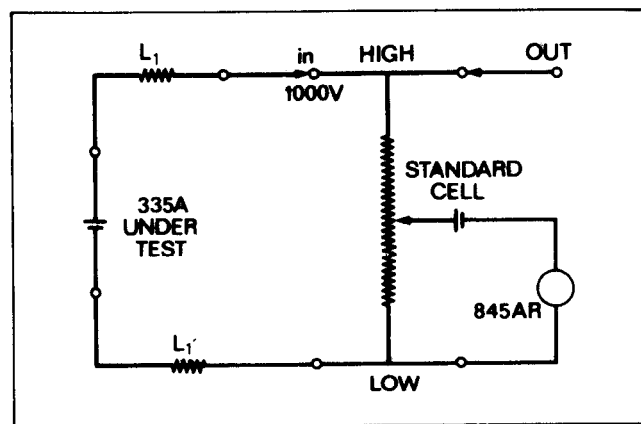 L₁
in
HIGH
OUT
1000V
STANDARD
CELL
335A
UNDER
TEST
845AR
L₁′
LOW